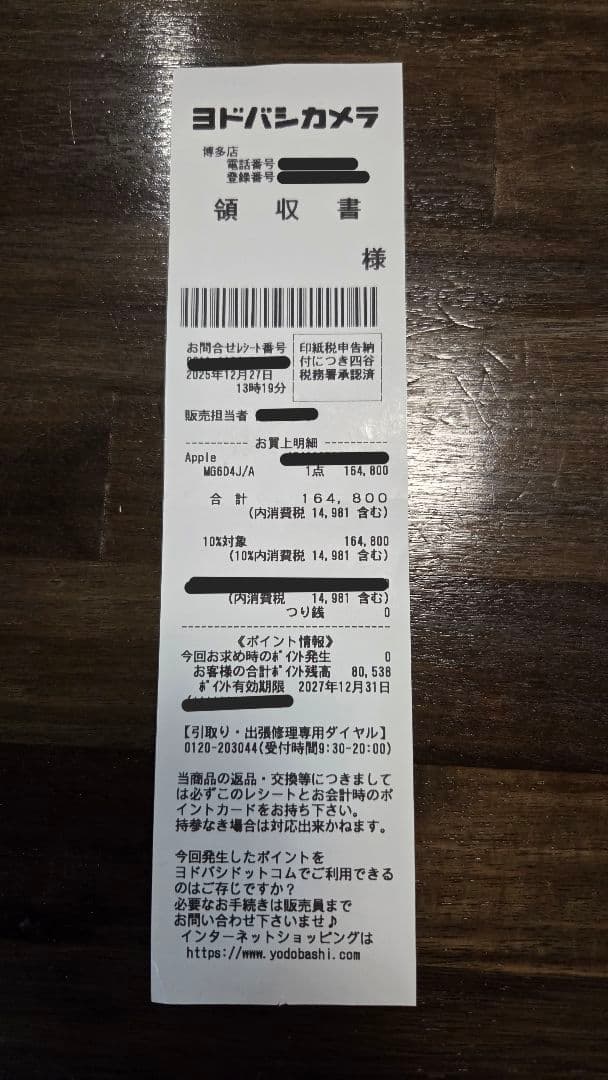 ヨドバシカメラ
博多店
電話番号
登録番号
領収書
様
お問合せﾚｼｰﾄ番号
2025年12月27日
13時19分
印紙税申告納
付につき四谷
税務署承認済
販売担当者
---------- お買上明細 ----------
Apple
MG6D4J/A 1点 164,800
合計 164,800
(内消費税 14,981 含む)
10%対象 164,800
(10%内消費税 14,981 含む)
(内消費税 14,981 含む)
つり銭 0
《ポイント情報》
今回お求め時のﾎﾟｲﾝﾄ発生 0
お客様の合計ﾎﾟｲﾝﾄ残高 80,538
ﾎﾟｲﾝﾄ有効期限 2027年12月31日
【引取り・出張修理専用ダイヤル】
0120-203044(受付時間9:30-20:00)
当商品の返品・交換等につきまして
は必ずこのレシートとお会計時のポ
イントカードをお持ち下さい。
持参なき場合は対応出来かねます。
今回発生したポイントを
ヨドバシドットコムでご利用できる
のはご存じですか？
必要なお手続きは販売員まで
お問い合わせ下さいませ♪
インターネットショッピングは
https://www.yodobashi.com